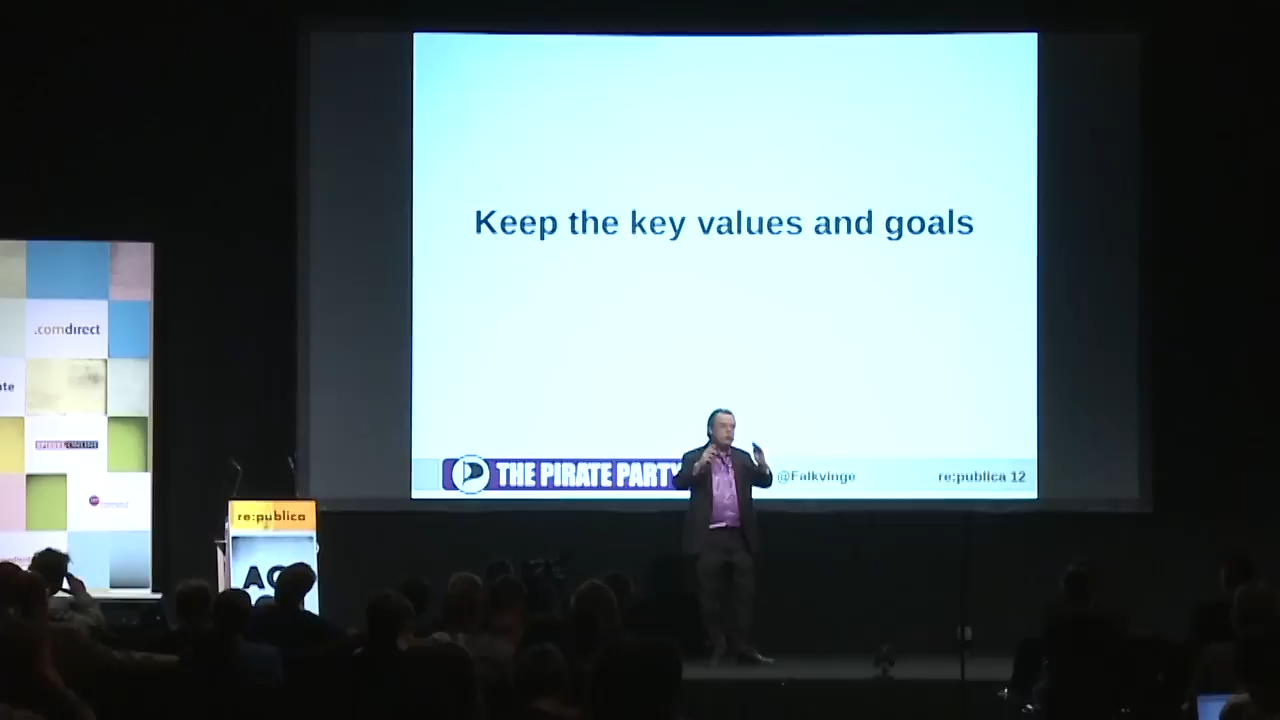 Keep the key values and goals
THE PIRATE PARTY
@Falkvinge
re:publica 12
.comdirect
re:publica